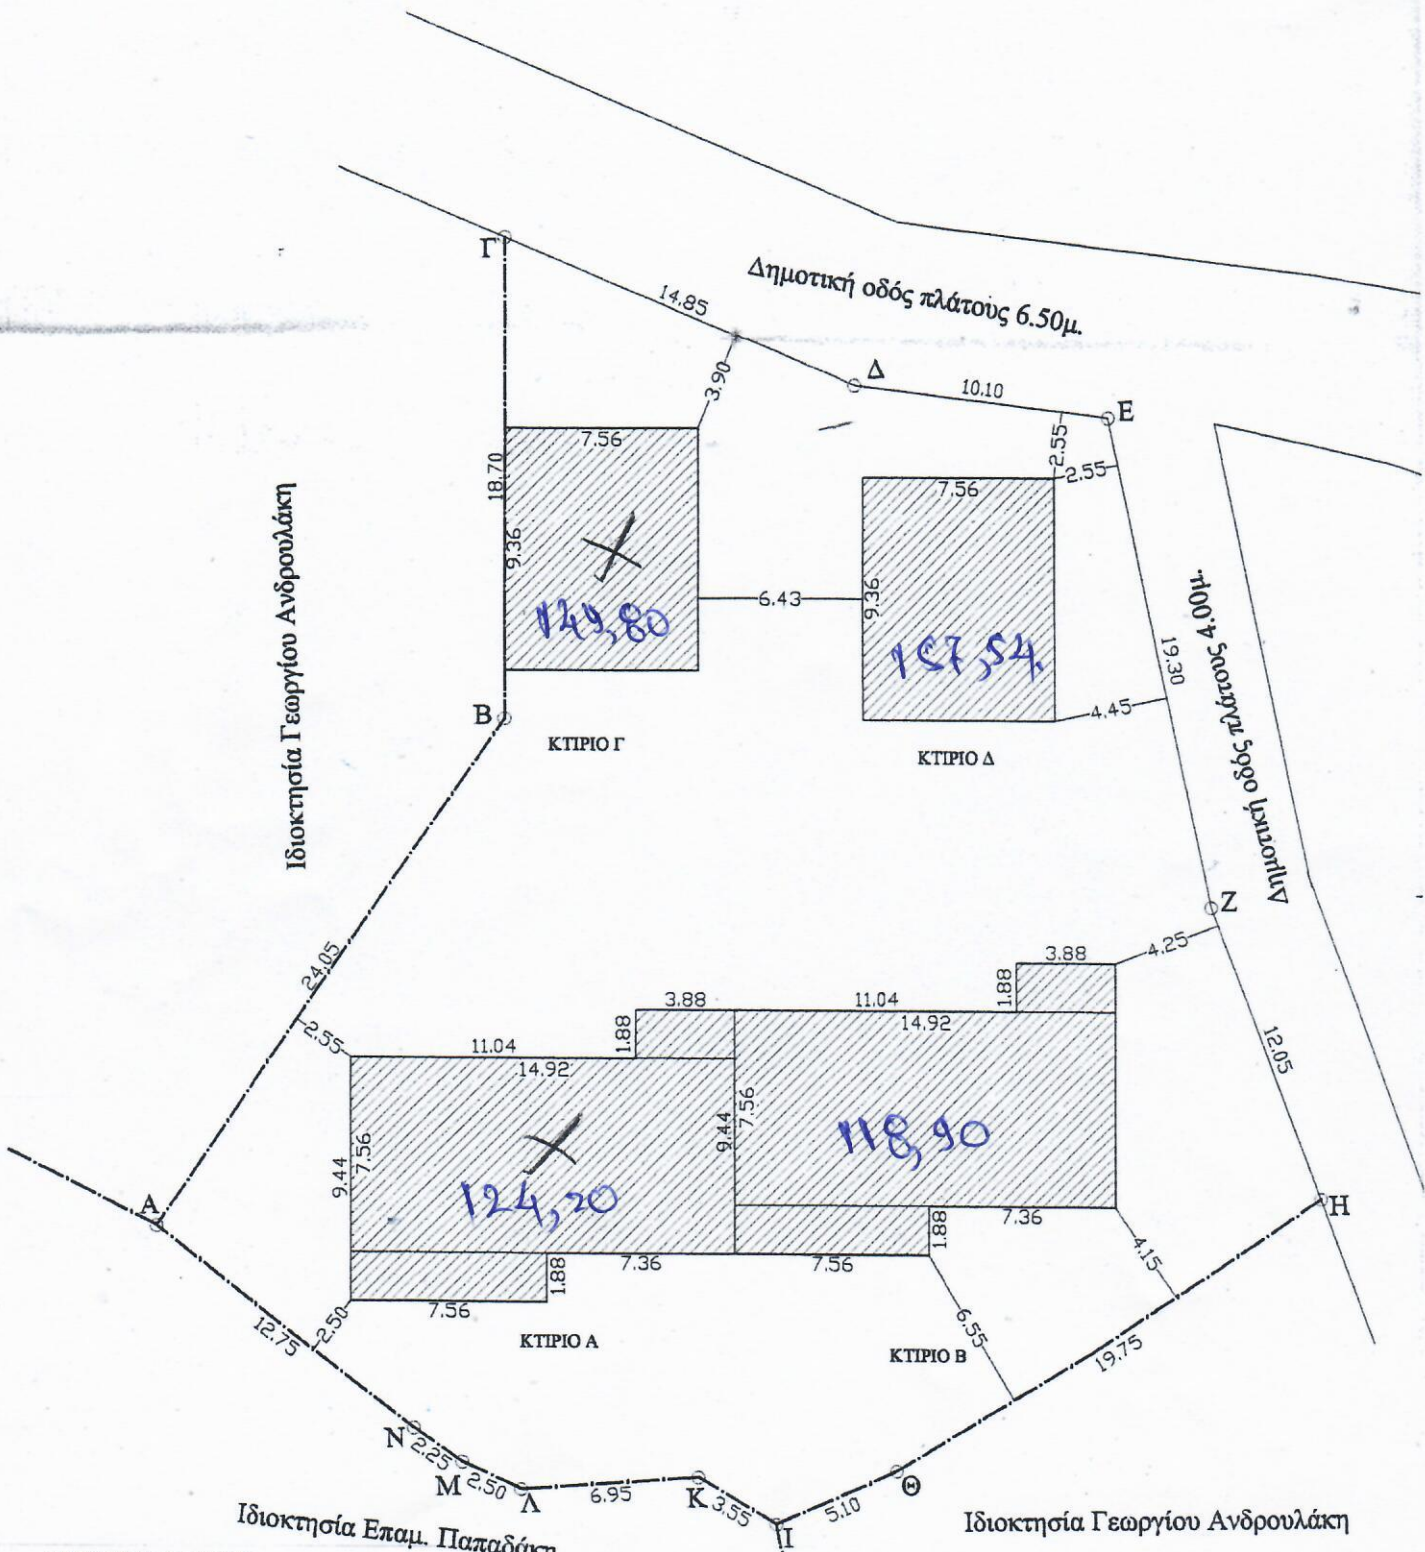 Γ
14.85
Δημοτική οδός πλάτους 6.50μ.
Δ
10.10
Ε
3.90
2.55
2.55
7.56
7.56
18.70
9.36
9.36
149,80
6.43
157,54
19.30
Δημοτική οδός πλάτους 4.00μ.
4.45
Ιδιοκτησία Γεωργίου Ανδρουλάκη
Β
ΚΤΙΡΙΟ Γ
ΚΤΙΡΙΟ Δ
Ζ
24.05
4.25
3.88
1.88
3.88
11.04
14.92
1.88
2.55
11.04
14.92
12.05
7.56
9.44
7.56
9.44
118,90
124,20
Α
Η
7.36
1.88
4.15
7.36
7.56
1.88
7.56
2.50
12.75
ΚΤΙΡΙΟ Α
ΚΤΙΡΙΟ Β
6.55
19.75
Ν
2.25
Μ
2.50
Λ
6.95
Κ
3.55
Ι
5.10
Θ
Ιδιοκτησία Επαμ. Παπαδάκη
Ιδιοκτησία Γεωργίου Ανδρουλάκη